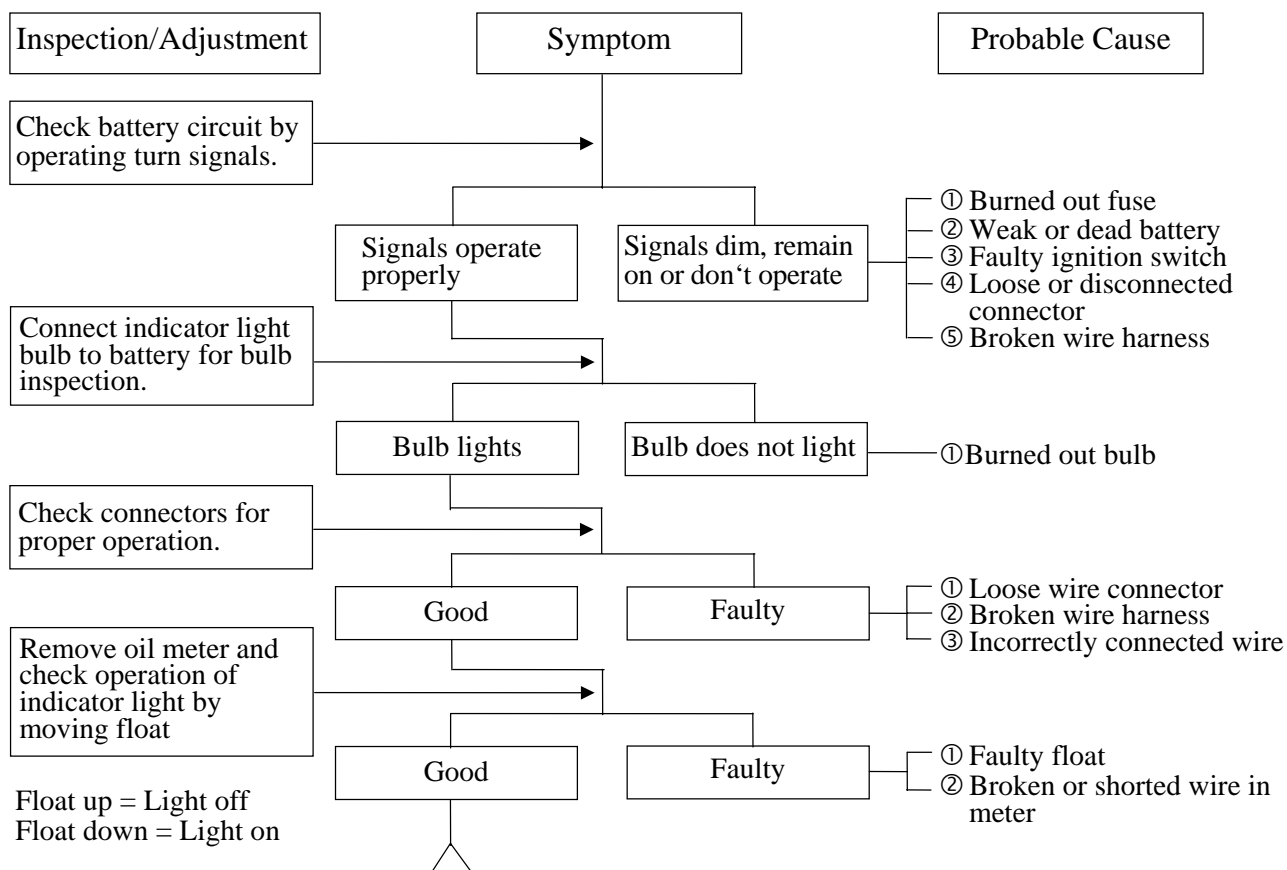 Inspection/Adjustment
Symptom
Probable Cause
Check battery circuit by
operating turn signals.
Signals operate
properly
Signals dim, remain
on or don‘t operate
① Burned out fuse
② Weak or dead battery
③ Faulty ignition switch
④ Loose or disconnected
connector
⑤ Broken wire harness
Connect indicator light
bulb to battery for bulb
inspection.
Bulb lights
Bulb does not light
①Burned out bulb
Check connectors for
proper operation.
Good
Faulty
① Loose wire connector
② Broken wire harness
③ Incorrectly connected wire
Remove oil meter and
check operation of
indicator light by
moving float
Good
Faulty
① Faulty float
② Broken or shorted wire in
meter
Float up = Light off
Float down = Light on